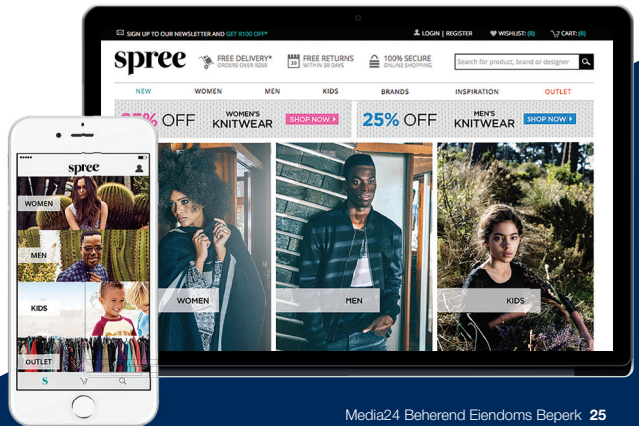 SIGN UP TO OUR NEWSLETTER AND GET R100 OFF*
LOGIN | REGISTER
WISHLIST: (0)
CART: (0)
spree
FREE DELIVERY*
ORDERS OVER R250
30
FREE RETURNS
WITHIN 30 DAYS
100% SECURE
ONLINE SHOPPING
Search for product, brand or designer
NEW WOMEN MEN KIDS BRANDS INSPIRATION OUTLET
OFF
WOMEN'S
KNITWEAR
SHOP NOW
25% OFF
MEN'S
KNITWEAR
SHOP NOW
WOMEN
MEN
KIDS
spree
WOMEN
MEN
KIDS
OUTLET
S
Media24 Beherend Eiendoms Beperk 25